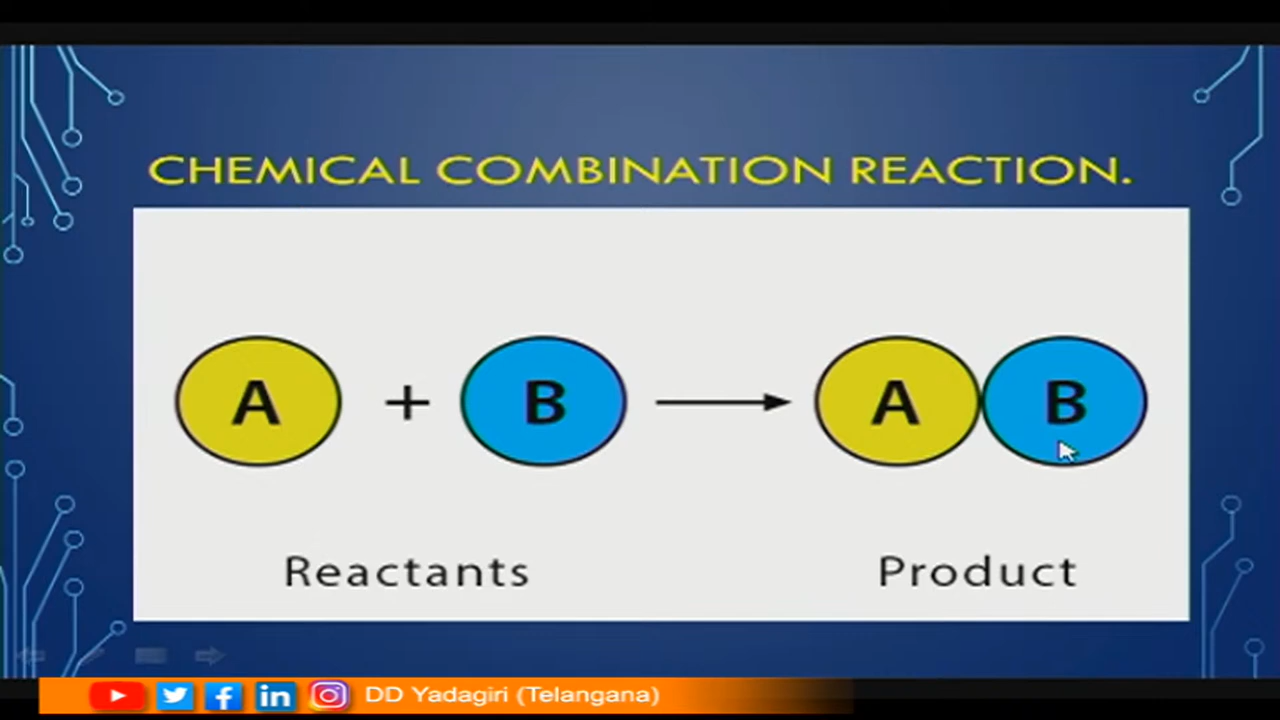 CHEMICAL COMBINATION REACTION.
A + B → A B
Reactants Product
DD Yadagiri (Telangana)